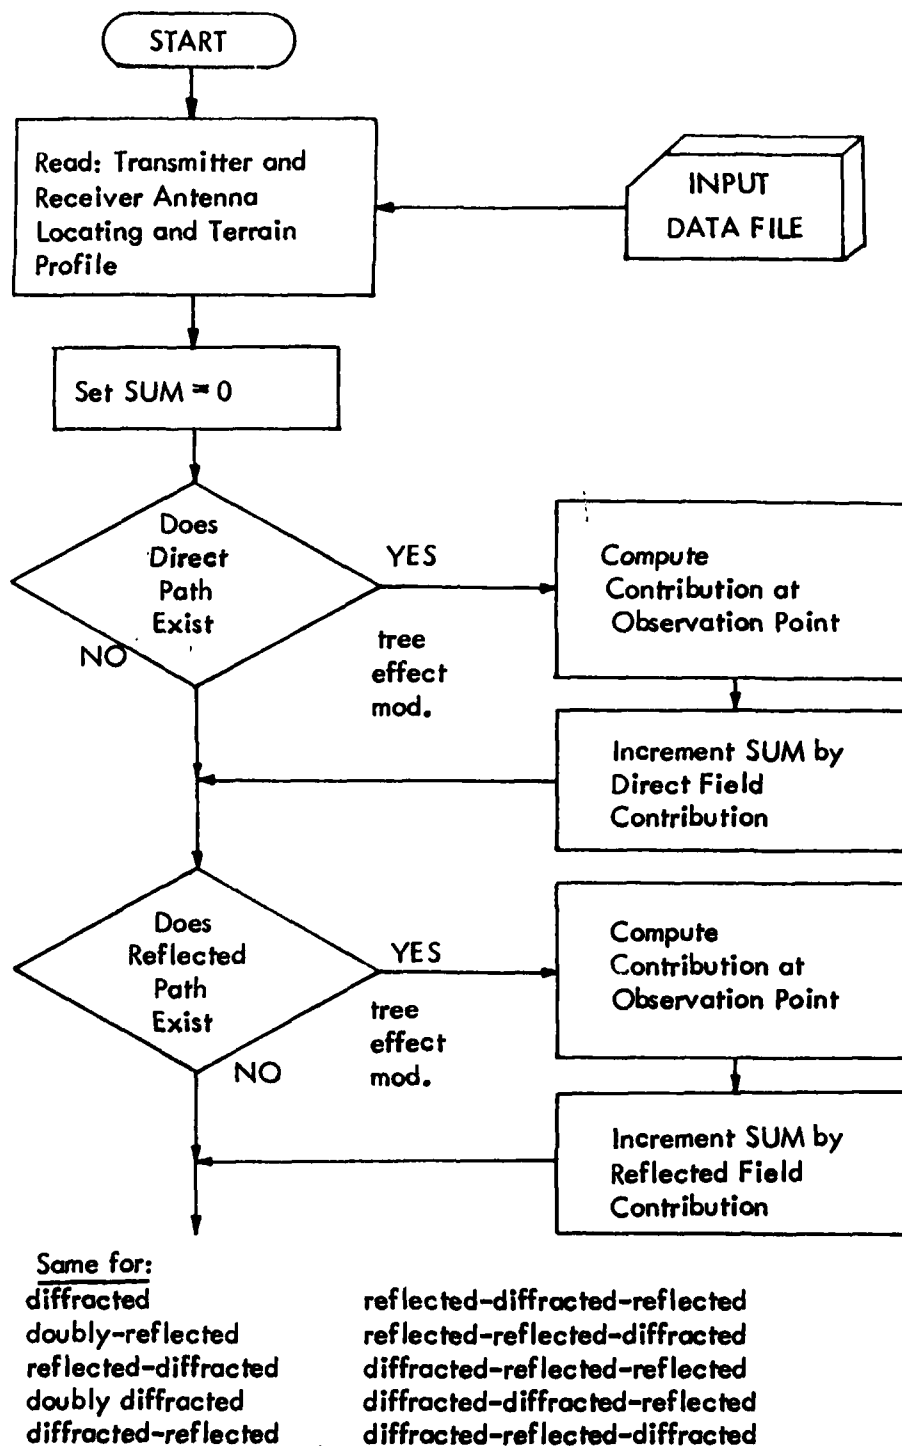 START
Read: Transmitter and
Receiver Antenna
Locating and Terrain
Profile
INPUT
DATA FILE
Set SUM = 0
Does
Direct
Path
Exist
YES
NO
tree
effect
mod.
Compute
Contribution at
Observation Point
Increment SUM by
Direct Field
Contribution
Does
Reflected
Path
Exist
YES
NO
tree
effect
mod.
Compute
Contribution at
Observation Point
Increment SUM by
Reflected Field
Contribution
Same for:
diffracted
doubly-reflected
reflected-diffracted
doubly diffracted
diffracted-reflected
reflected-diffracted-reflected
reflected-reflected-diffracted
diffracted-reflected-reflected
diffracted-diffracted-reflected
diffracted-reflected-diffracted